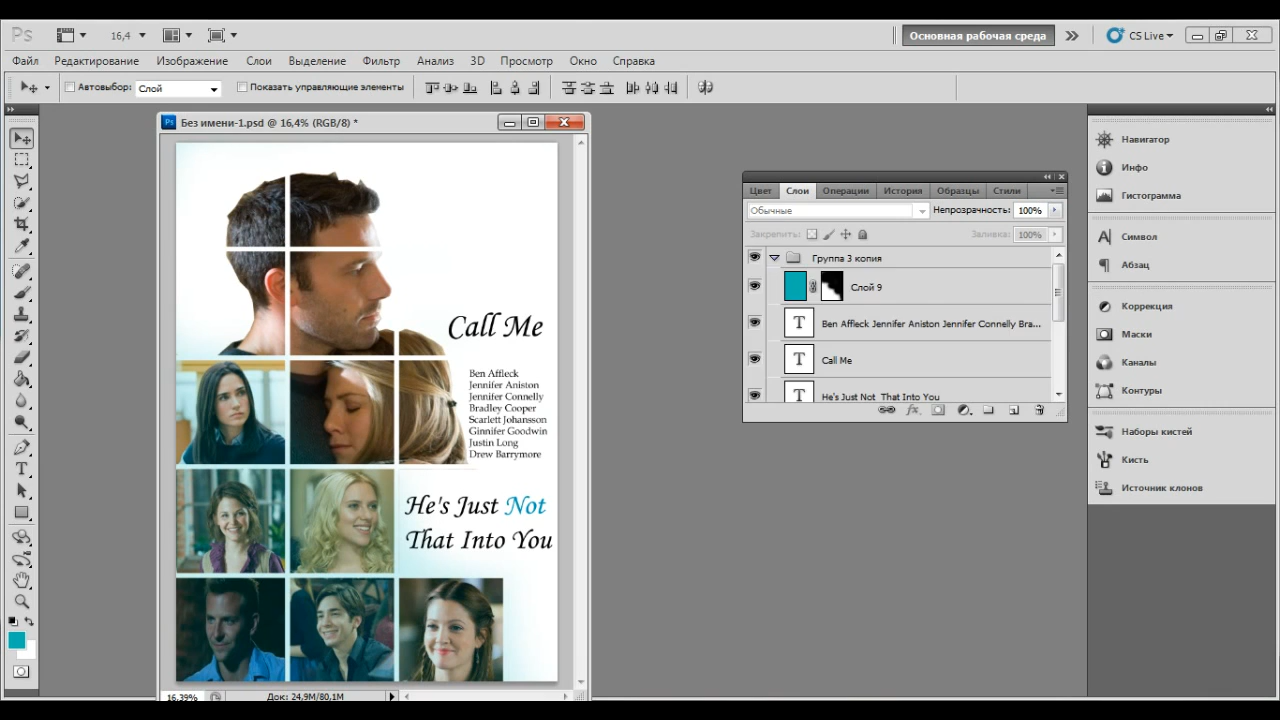 Ps
16,4
Основная рабочая среда
CS Live
Файл Редактирование Изображение Слои Выделение Фильтр Анализ 3D Просмотр Окно Справка
Автовыбор: Слой Показать управляющие элементы
Ps Без имени-1.psd @ 16,4% (RGB/8) *
Call Me
Ben Affleck
Jennifer Aniston
Jennifer Connelly
Bradley Cooper
Scarlett Johansson
Ginnifer Goodwin
Justin Long
Drew Barrymore
He's Just Not
That Into You
16,39% Док: 24,9M/80,1M
Цвет Слои Операции История Образцы Стили
Обычные Непрозрачность: 100%
Закрепить: Заливка: 100%
Группа 3 копия
Слой 9
T Ben Affleck Jennifer Aniston Jennifer Connelly Bra...
T Call Me
T He's Just Not That Into You
Навигатор
Инфо
Гистограмма
Символ
Абзац
Коррекция
Маски
Каналы
Контуры
Наборы кистей
Кисть
Источник клонов